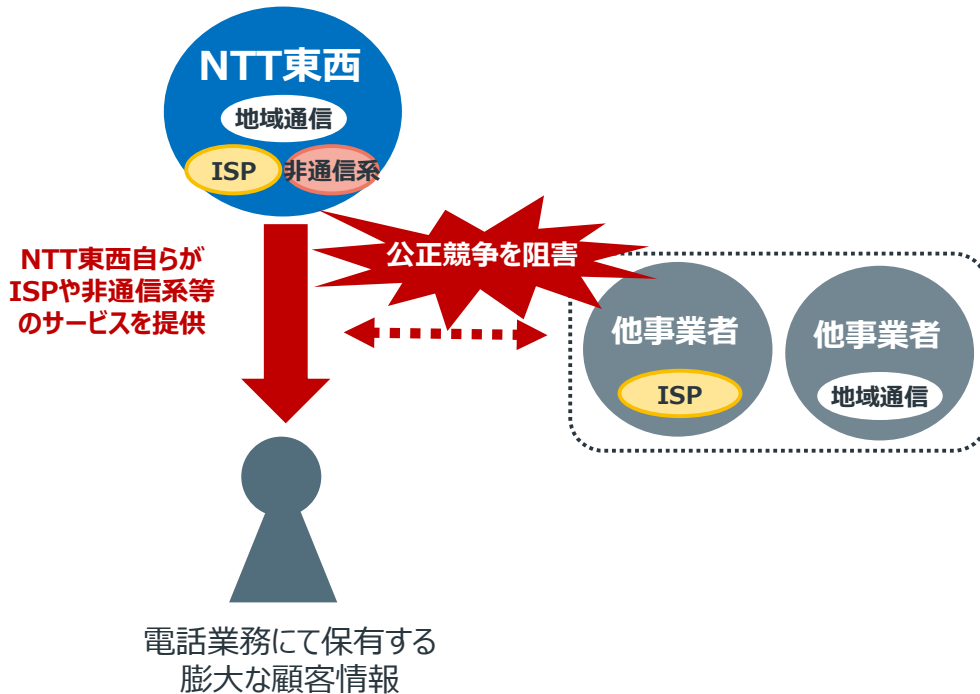 NTT東西
地域通信
ISP
非通信系
NTT東西自らが
ISPや非通信系等
のサービスを提供
公正競争を阻害
他事業者
ISP
他事業者
地域通信
電話業務にて保有する
膨大な顧客情報